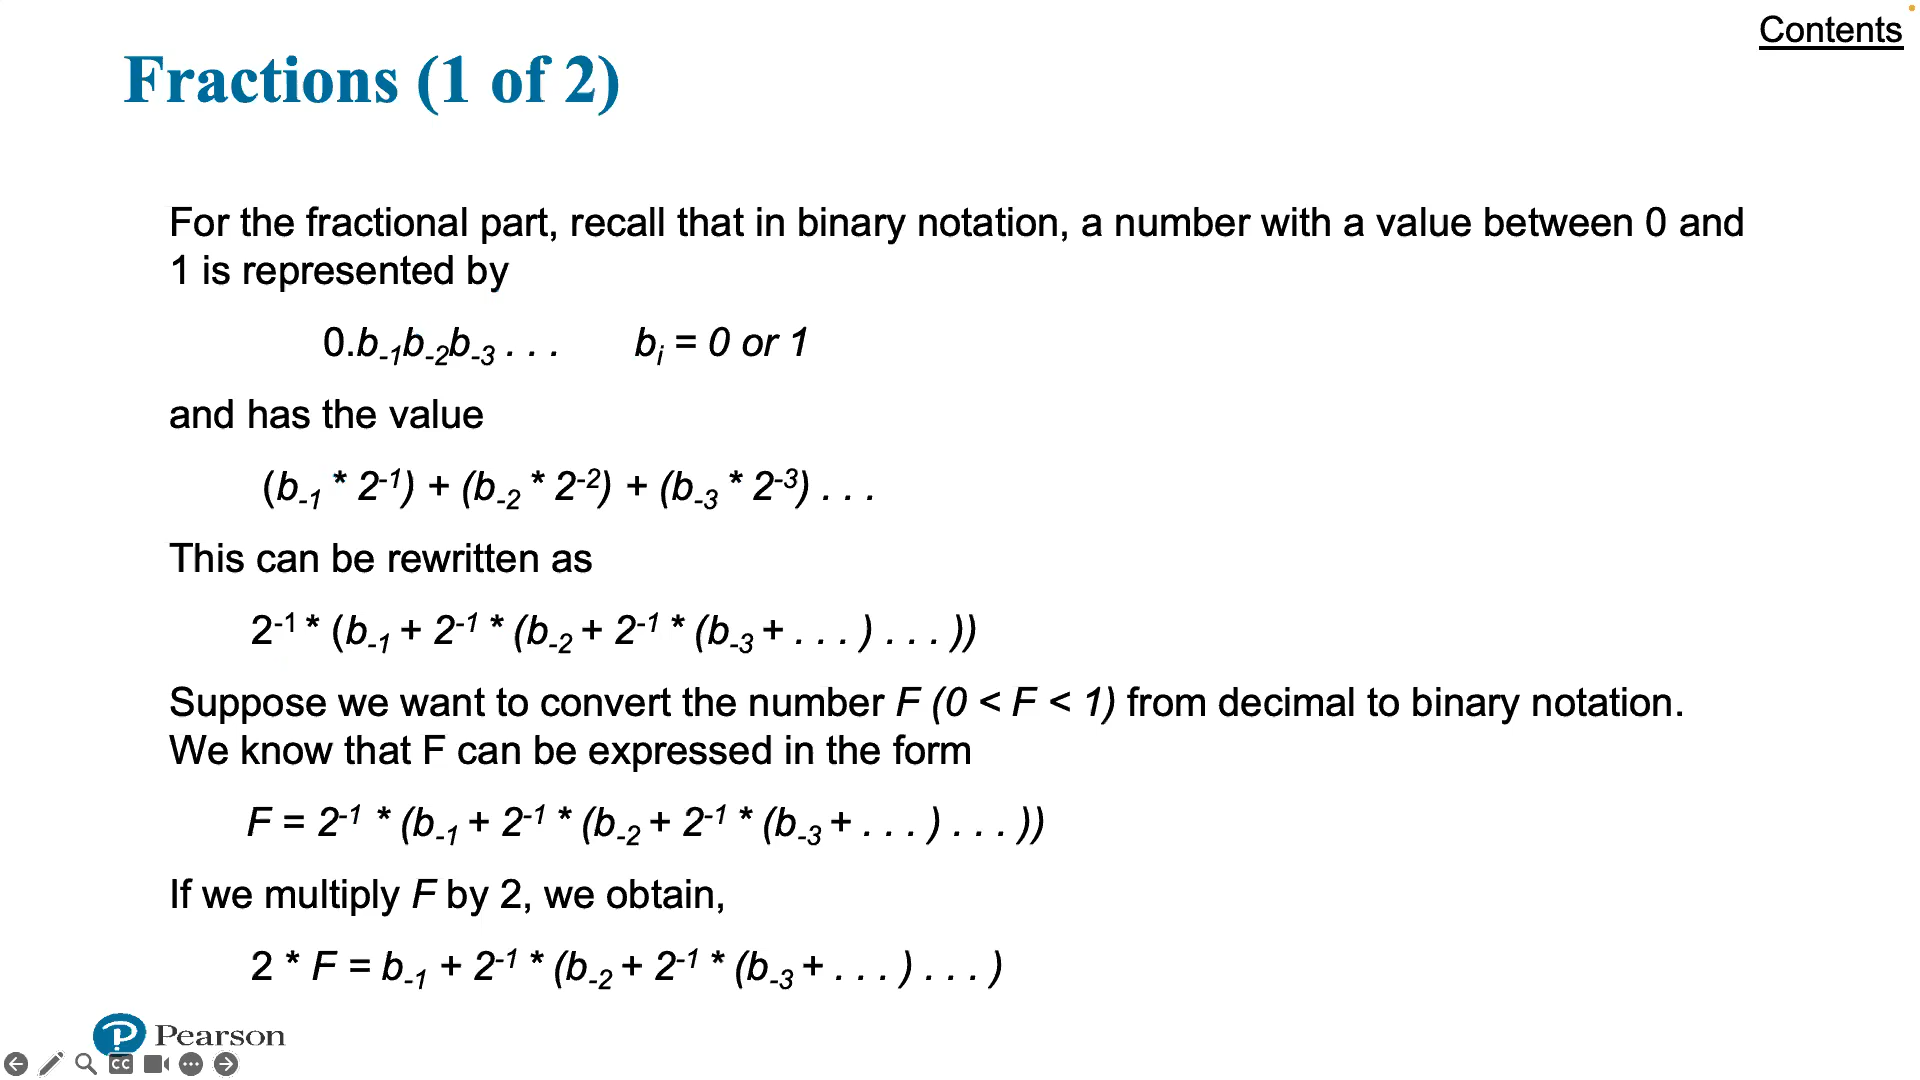 Contents
Fractions (1 of 2)
For the fractional part, recall that in binary notation, a number with a value between 0 and
1 is represented by
0.b₋₁b₋₂b₋₃ . . . bᵢ = 0 or 1
and has the value
(b₋₁ * 2⁻¹) + (b₋₂ * 2⁻²) + (b₋₃ * 2⁻³) . . .
This can be rewritten as
2⁻¹ * (b₋₁ + 2⁻¹ * (b₋₂ + 2⁻¹ * (b₋₃ + . . . ) . . . ))
Suppose we want to convert the number F (0 < F < 1) from decimal to binary notation.
We know that F can be expressed in the form
F = 2⁻¹ * (b₋₁ + 2⁻¹ * (b₋₂ + 2⁻¹ * (b₋₃ + . . . ) . . . ))
If we multiply F by 2, we obtain,
2 * F = b₋₁ + 2⁻¹ * (b₋₂ + 2⁻¹ * (b₋₃ + . . . ) . . . )
P Pearson
CC